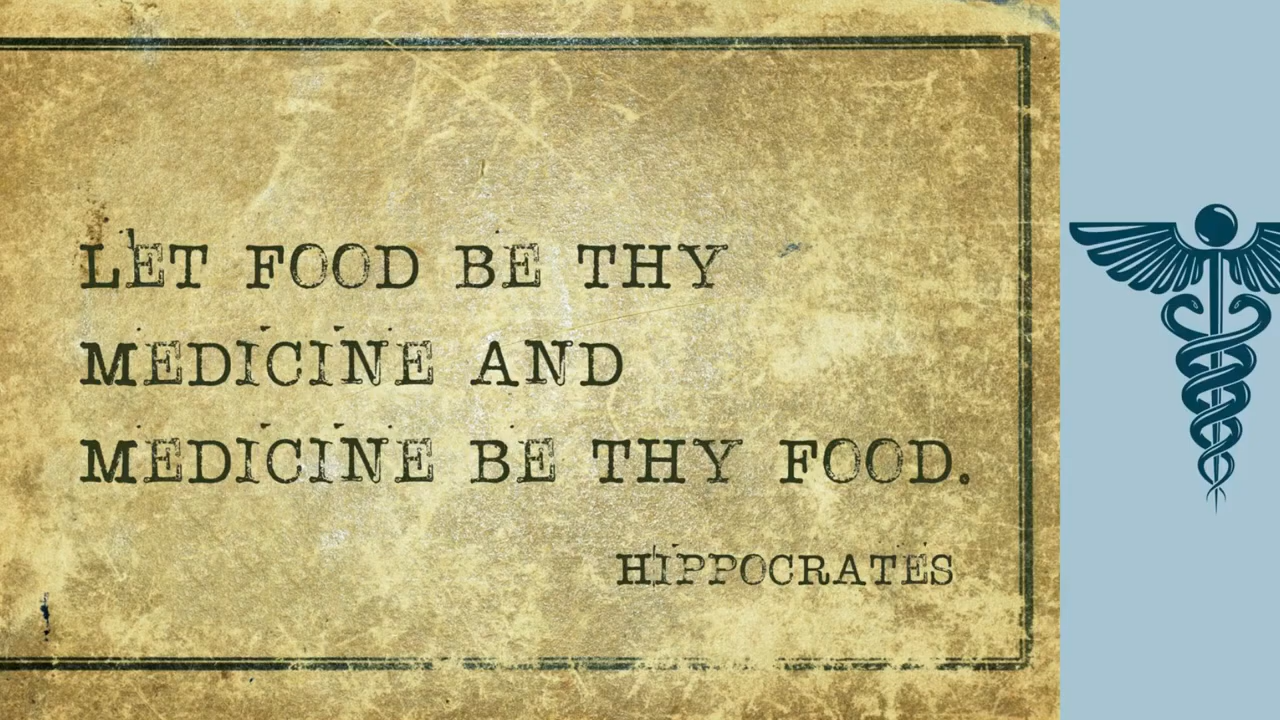 LET FOOD BE THY
MEDICINE AND
MEDICINE BE THY FOOD.
HIPPOCRATES